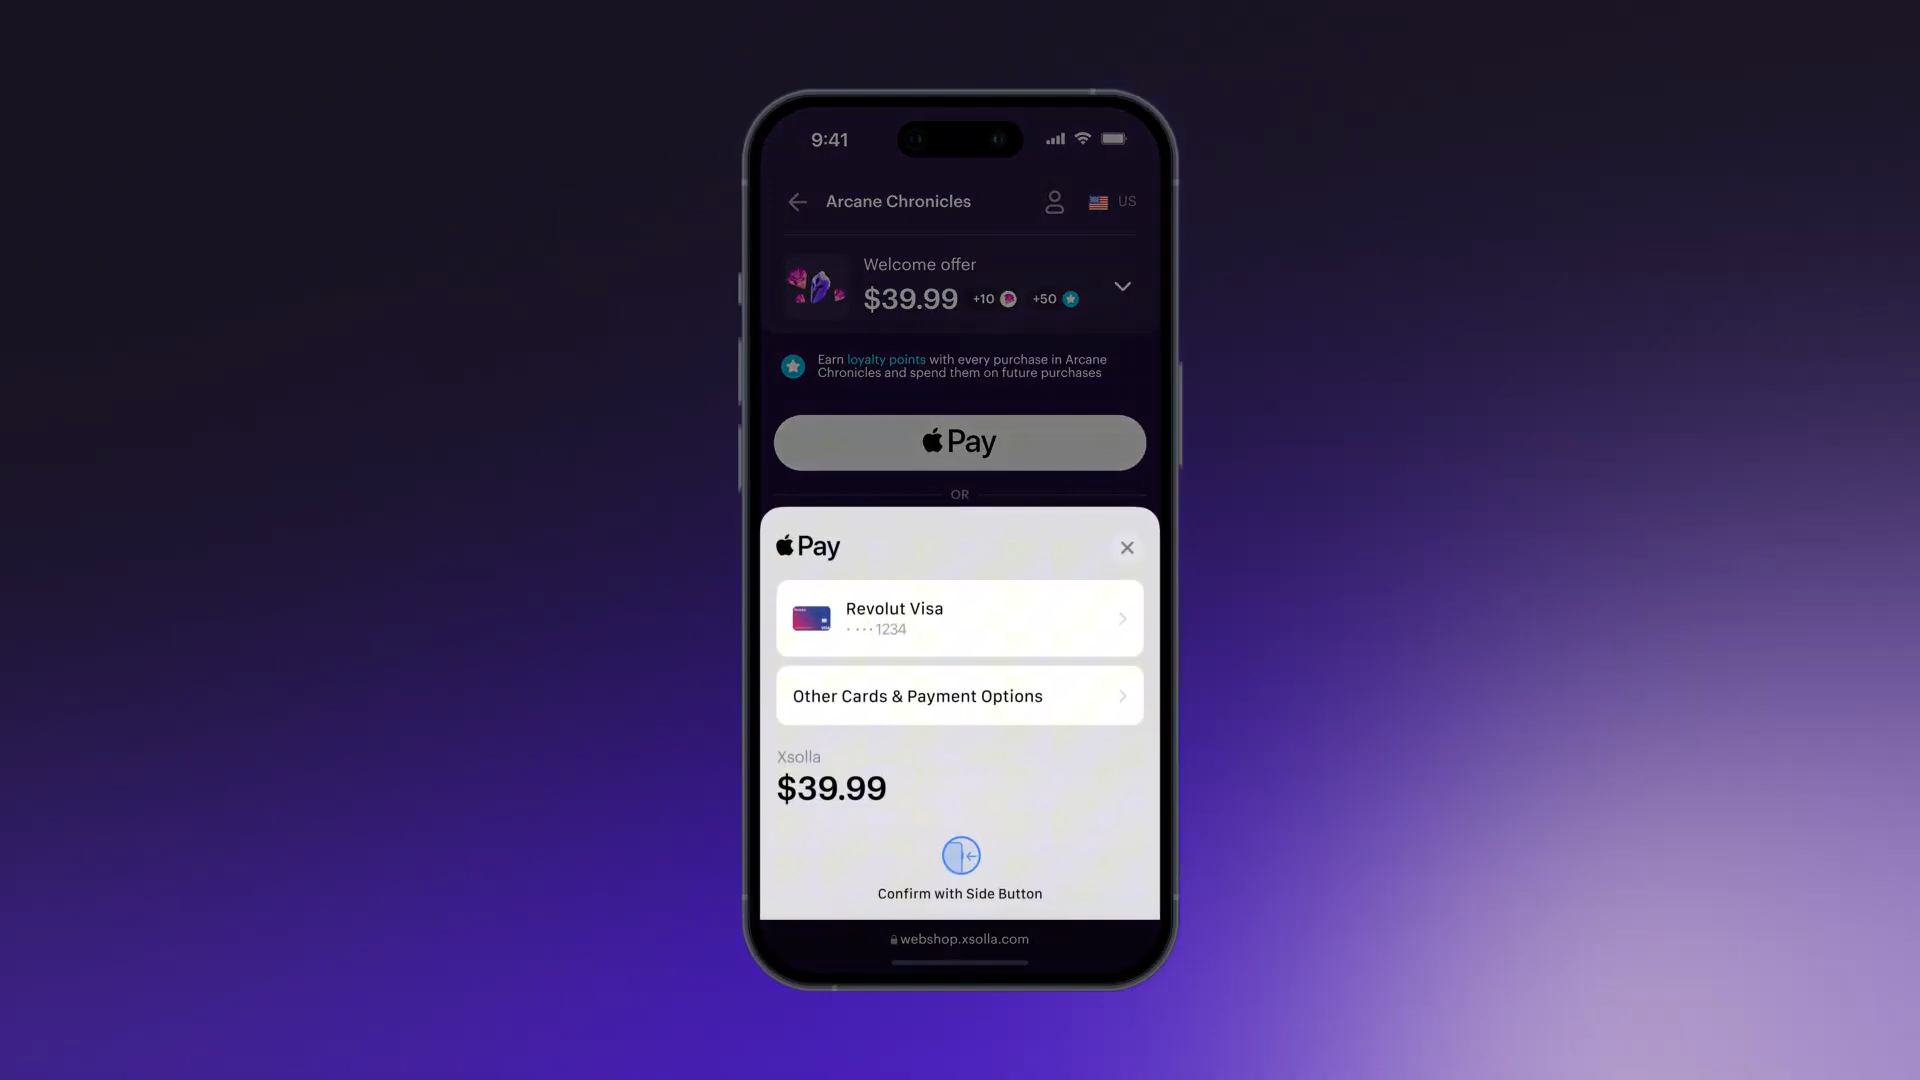 9:41
Arcane Chronicles
US
Welcome offer
$39.99 +10 +50
Earn loyalty points with every purchase in Arcane
Chronicles and spend them on future purchases
Pay
OR
Pay
Revolut Visa
···· 1234
Other Cards & Payment Options
Xsolla
$39.99
Confirm with Side Button
webshop.xsolla.com